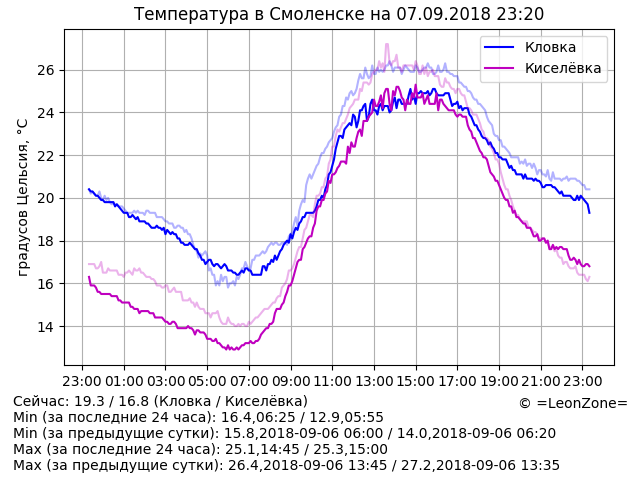 Температура в Смоленске на 07.09.2018 23:20
градусов Цельсия, °C
26
24
22
20
18
16
14
Кловка
Киселёвка
23:00 01:00 03:00 05:00 07:00 09:00 11:00 13:00 15:00 17:00 19:00 21:00 23:00
Сейчас: 19.3 / 16.8 (Кловка / Киселёвка)
© =LeonZone=
Min (за последние 24 часа): 16.4,06:25 / 12.9,05:55
Min (за предыдущие сутки): 15.8,2018-09-06 06:00 / 14.0,2018-09-06 06:20
Max (за последние 24 часа): 25.1,14:45 / 25.3,15:00
Max (за предыдущие сутки): 26.4,2018-09-06 13:45 / 27.2,2018-09-06 13:35